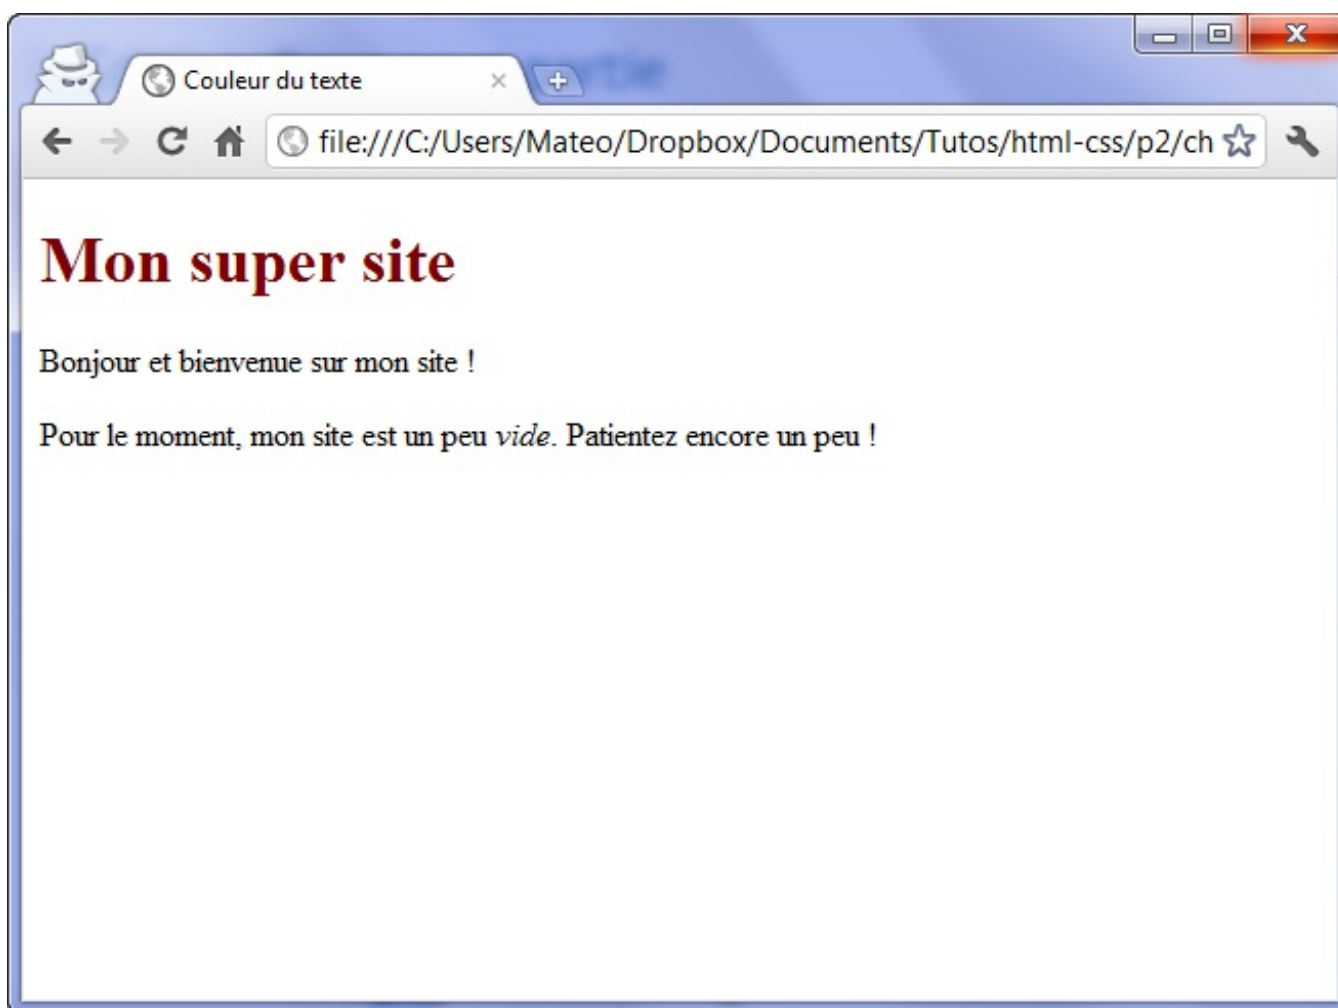 Couleur du texte
file:///C:/Users/Mateo/Dropbox/Documents/Tutos/html-css/p2/ch
Mon super site
Bonjour et bienvenue sur mon site !
Pour le moment, mon site est un peu vide. Patientez encore un peu !